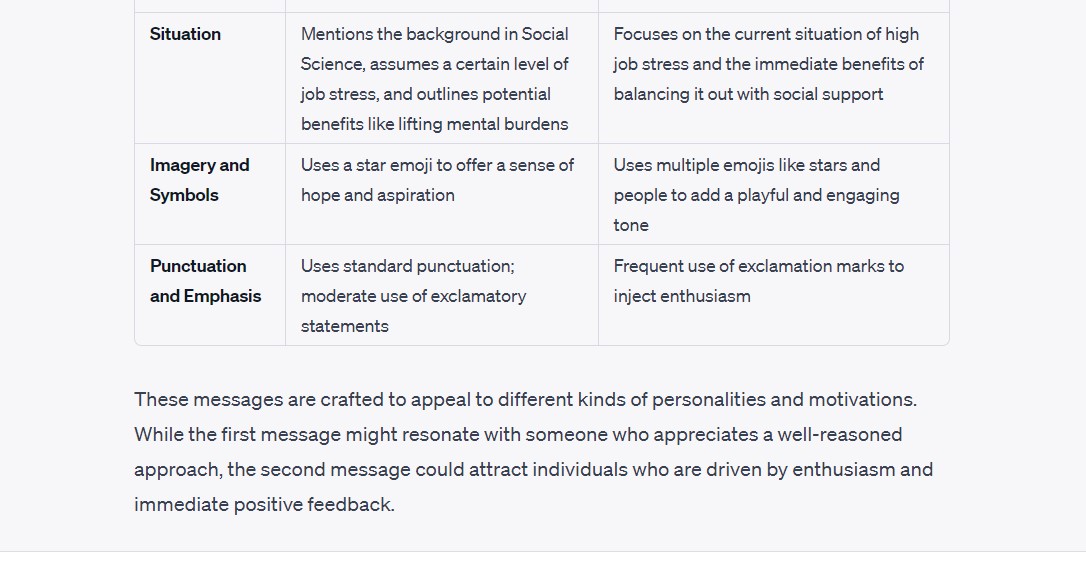 Situation
Mentions the background in Social
Science, assumes a certain level of
job stress, and outlines potential
benefits like lifting mental burdens
Focuses on the current situation of high
job stress and the immediate benefits of
balancing it out with social support
Imagery and
Symbols
Uses a star emoji to offer a sense of
hope and aspiration
Uses multiple emojis like stars and
people to add a playful and engaging
tone
Punctuation
and Emphasis
Uses standard punctuation;
moderate use of exclamatory
statements
Frequent use of exclamation marks to
inject enthusiasm
These messages are crafted to appeal to different kinds of personalities and motivations.
While the first message might resonate with someone who appreciates a well-reasoned
approach, the second message could attract individuals who are driven by enthusiasm and
immediate positive feedback.